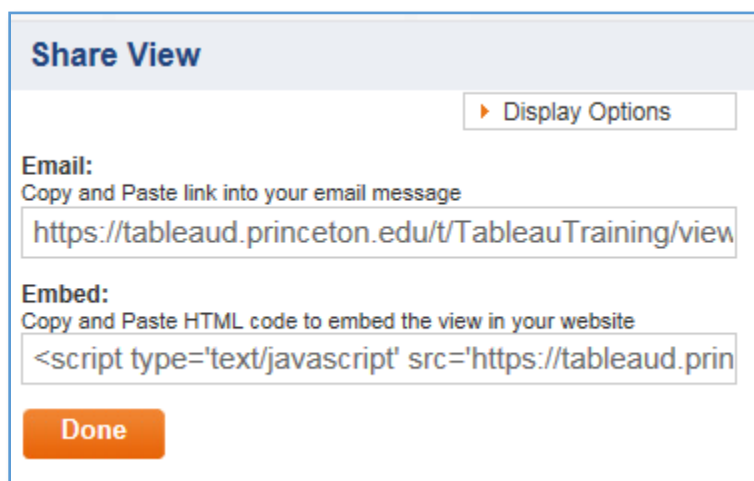 Share View
Display Options
Email:
Copy and Paste link into your email message
https://tableaud.princeton.edu/t/TableauTraining/view
Embed:
Copy and Paste HTML code to embed the view in your website
<script type='text/javascript' src='https://tableaud.prin
Done